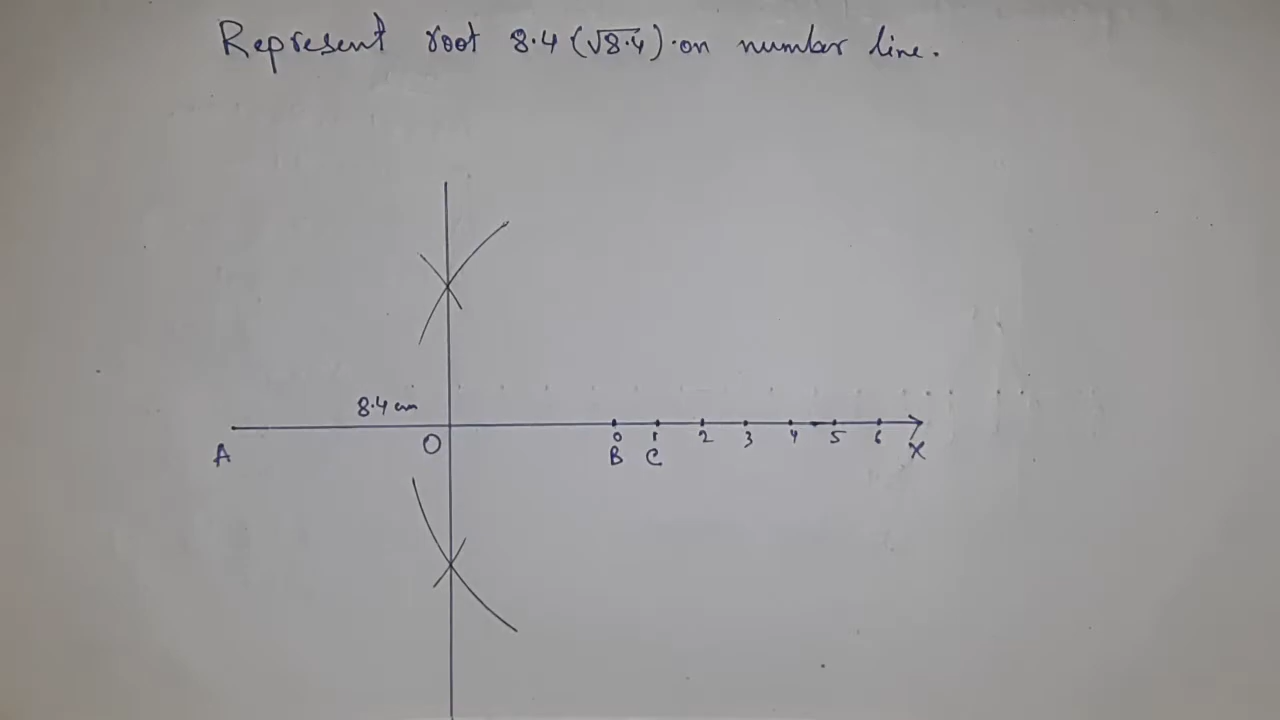 Represent root 8.4 (√8.4) on number line.
8.4 cm
A O 0 1 2 3 4 5 6 X
B C